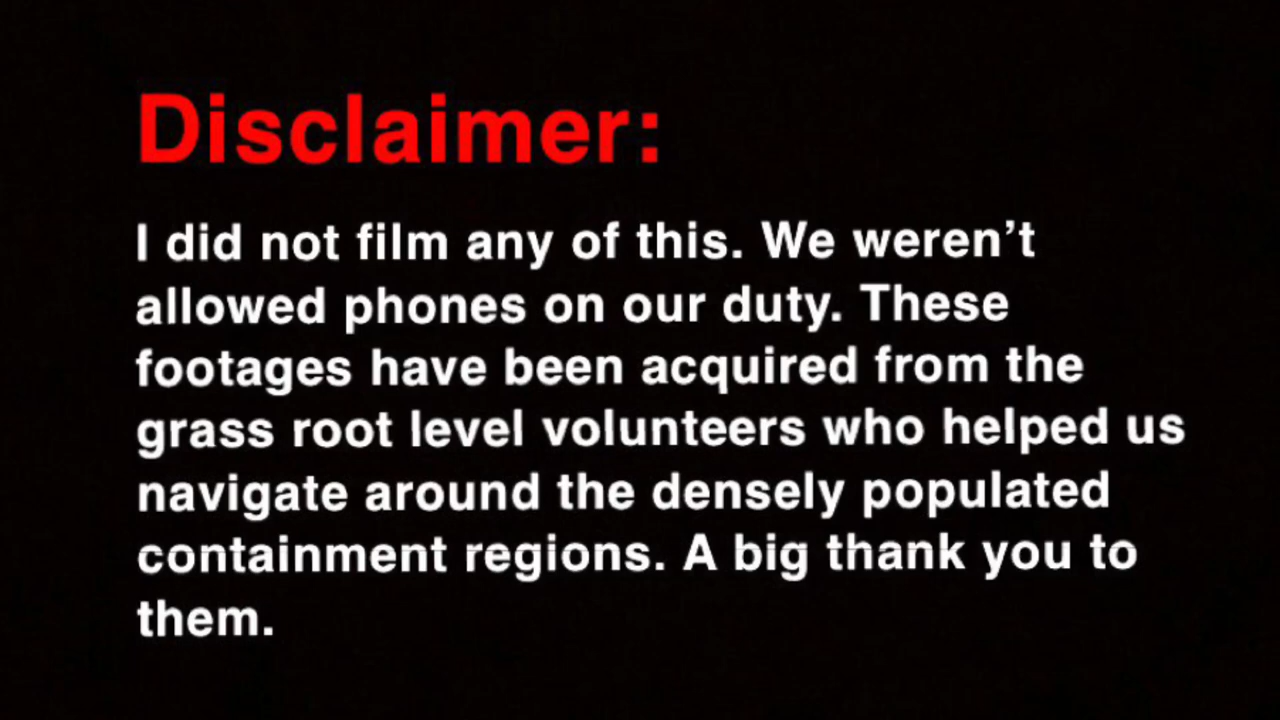 Disclaimer:
I did not film any of this. We weren’t
allowed phones on our duty. These
footages have been acquired from the
grass root level volunteers who helped us
navigate around the densely populated
containment regions. A big thank you to
them.